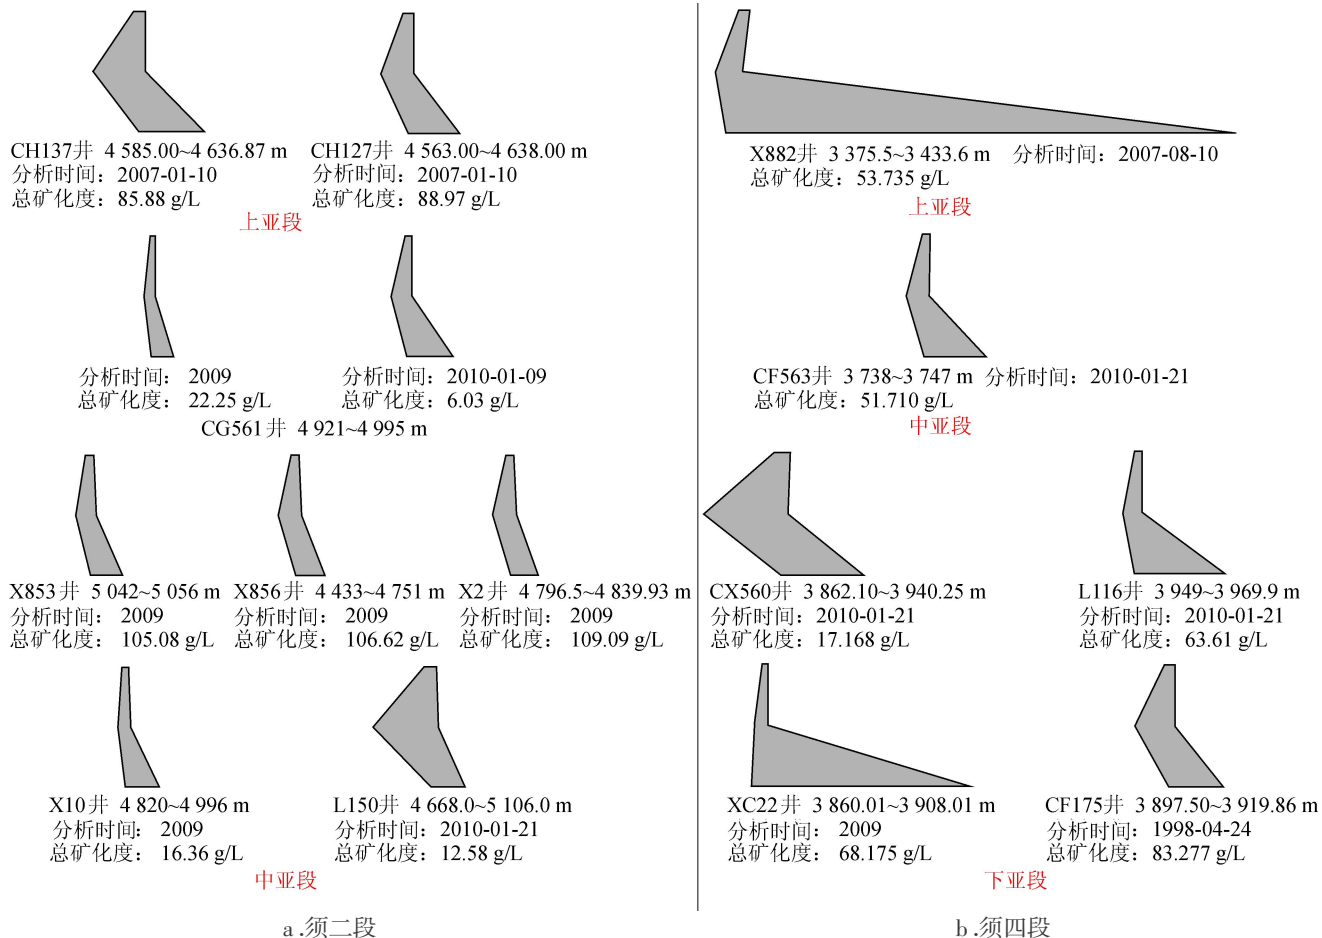 CH137井 4 585.00~4 636.87 m
分析时间：2007-01-10
总矿化度：85.88 g/L
CH127井 4 563.00~4 638.00 m
分析时间：2007-01-10
总矿化度：88.97 g/L
上亚段
分析时间： 2009
总矿化度： 22.25 g/L
分析时间：2010-01-09
总矿化度：6.03 g/L
CG561井 4 921~4 995 m
X853井 5 042~5 056 m
分析时间： 2009
总矿化度： 105.08 g/L
X856井 4 433~4 751 m
分析时间： 2009
总矿化度： 106.62 g/L
X2井 4 796.5~4 839.93 m
分析时间： 2009
总矿化度： 109.09 g/L
X10井 4 820~4 996 m
分析时间： 2009
总矿化度： 16.36 g/L
L150井 4 668.0~5 106.0 m
分析时间：2010-01-21
总矿化度：12.58 g/L
中亚段
a.须二段
X882井 3 375.5~3 433.6 m 分析时间：2007-08-10
总矿化度：53.735 g/L
上亚段
CF563井 3 738~3 747 m 分析时间：2010-01-21
总矿化度：51.710 g/L
中亚段
CX560井 3 862.10~3 940.25 m
分析时间：2010-01-21
总矿化度：17.168 g/L
L116井 3 949~3 969.9 m
分析时间：2010-01-21
总矿化度：63.61 g/L
XC22井 3 860.01~3 908.01 m
分析时间： 2009
总矿化度： 68.175 g/L
CF175井 3 897.50~3 919.86 m
分析时间：1998-04-24
总矿化度：83.277 g/L
下亚段
b.须四段